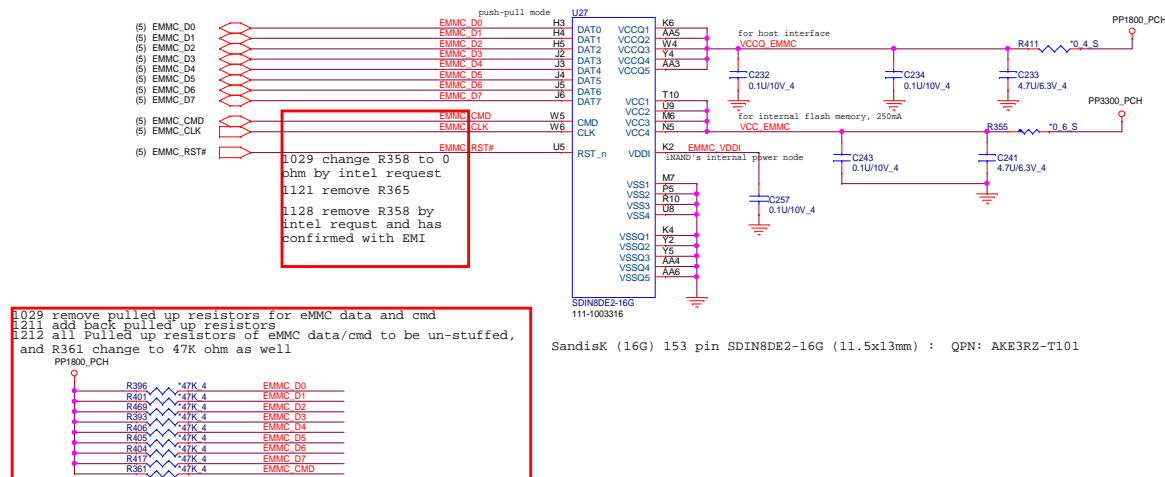 push-pull mode
U27
(5) EMMC_D0 EMMC_D0 H3 DAT0 VCCQ1 K6
(5) EMMC_D1 EMMC_D1 H4 DAT1 VCCQ2 AA5
(5) EMMC_D2 EMMC_D2 H5 DAT2 VCCQ3 W4
(5) EMMC_D3 EMMC_D3 J2 DAT3 VCCQ4 Y4
(5) EMMC_D4 EMMC_D4 J3 DAT4 VCCQ5 AA3
(5) EMMC_D5 EMMC_D5 J4 DAT5
(5) EMMC_D6 EMMC_D6 J5 DAT6
(5) EMMC_D7 EMMC_D7 J6 DAT7
for host interface
VCCQ_EMMC
R411 *0_4_S
PP1800_PCH
C232
0.1U/10V_4
C234
0.1U/10V_4
C233
4.7U/6.3V_4
VCC1 T10
VCC2 U9
VCC3 M6
VCC4 N5
(5) EMMC_CMD EMMC_CMD W5 CMD
(5) EMMC_CLK EMMC_CLK W6 CLK
(5) EMMC_RST# EMMC_RST# U5 RST_n
for internal flash memory, 250mA
VCC_EMMC
R355 *0_6_S
PP3300_PCH
VDDI K2 EMMC_VDDI
iNAND's internal power node
C243
0.1U/10V_4
C241
4.7U/6.3V_4
C257
0.1U/10V_4
VSS1 M7
VSS2 P5
VSS3 R10
VSS4 U8
VSSQ1 K4
VSSQ2 Y2
VSSQ3 Y5
VSSQ4 AA4
VSSQ5 AA6
SDIN8DE2-16G
111-1003316
1029 change R358 to 0
ohm by intel request
1121 remove R365
1128 remove R358 by
intel requst and has
confirmed with EMI
SandisK (16G) 153 pin SDIN8DE2-16G (11.5x13mm) : QPN: AKE3RZ-T101
1029 remove pulled up resistors for eMMC data and cmd
1211 add back pulled up resistors
1212 all Pulled up resistors of eMMC data/cmd to be un-stuffed,
and R361 change to 47K ohm as well
PP1800_PCH
R396 *47K_4 EMMC_D0
R401 *47K_4 EMMC_D1
R469 *47K_4 EMMC_D2
R393 *47K_4 EMMC_D3
R406 *47K_4 EMMC_D4
R405 *47K_4 EMMC_D5
R404 *47K_4 EMMC_D6
R417 *47K_4 EMMC_D7
R361 *47K_4 EMMC_CMD